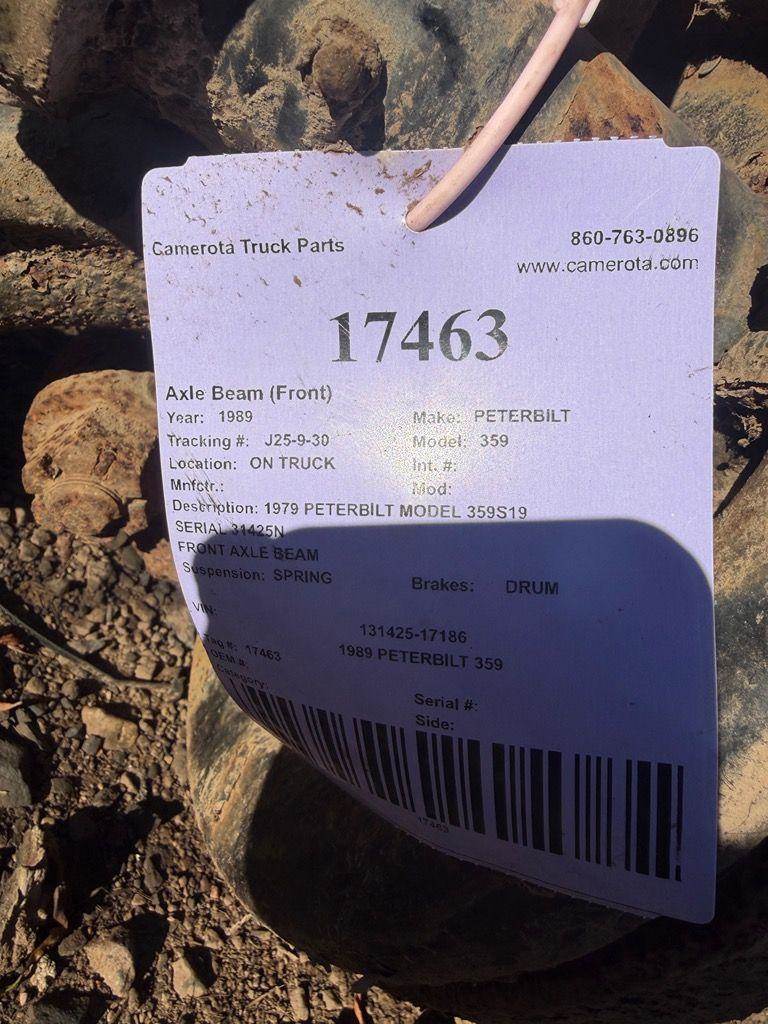 Camerota Truck Parts
860-763-0896
www.camerota.com
17463
Axle Beam (Front)
Year: 1989 Make: PETERBILT
Tracking #: J25-9-30 Model: 359
Location: ON TRUCK Int. #:
Mnfctr.: Mod:
Description: 1979 PETERBILT MODEL 359S19
SERIAL 31425N
FRONT AXLE BEAM
Suspension: SPRING Brakes: DRUM
VIN:
131425-17186
Tag #: 17463 1989 PETERBILT 359
OEM #:
Category:
Serial #:
Side:
17463